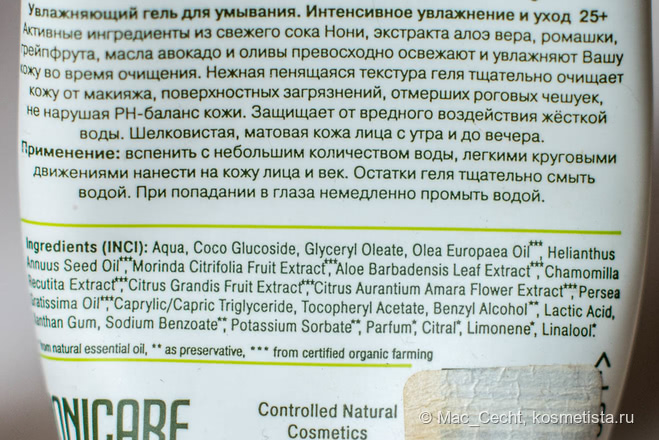 Увлажняющий гель для умывания. Интенсивное увлажнение и уход 25+
Активные ингредиенты из свежего сока Нони, экстракта алоэ вера, ромашки,
грейпфрута, масла авокадо и оливы превосходно освежают и увлажняют Вашу
кожу во время очищения. Нежная пенящаяся текстура геля тщательно очищает
кожу от макияжа, поверхностных загрязнений, отмерших роговых чешуек,
не нарушая PH-баланс кожи. Защищает от вредного воздействия жёсткой
воды. Шелковистая, матовая кожа лица с утра и до вечера.
Применение: вспенить с небольшим количеством воды, легкими круговыми
движениями нанести на кожу лица и век. Остатки геля тщательно смыть
водой. При попадании в глаза немедленно промыть водой.
Ingredients (INCI): Aqua, Coco Glucoside, Glyceryl Oleate, Olea Europaea Oil*** Helianthus
Annuus Seed Oil***, Morinda Citrifolia Fruit Extract***, Aloe Barbadensis Leaf Extract***, Chamomilla
Recutita Extract***, Citrus Grandis Fruit Extract***, Citrus Aurantium Amara Flower Extract***, Persea
Gratissima Oil***, Caprylic/Capric Triglyceride, Tocopheryl Acetate, Benzyl Alcohol**, Lactic Acid,
Xanthan Gum, Sodium Benzoate**, Potassium Sorbate**, Parfum*, Citral*, Limonene*, Linalool*.
from natural essential oil, ** as preservative, *** from certified organic farming
ONICARE
Controlled Natural
Cosmetics
© Mac_Cecht, kosmetista.ru